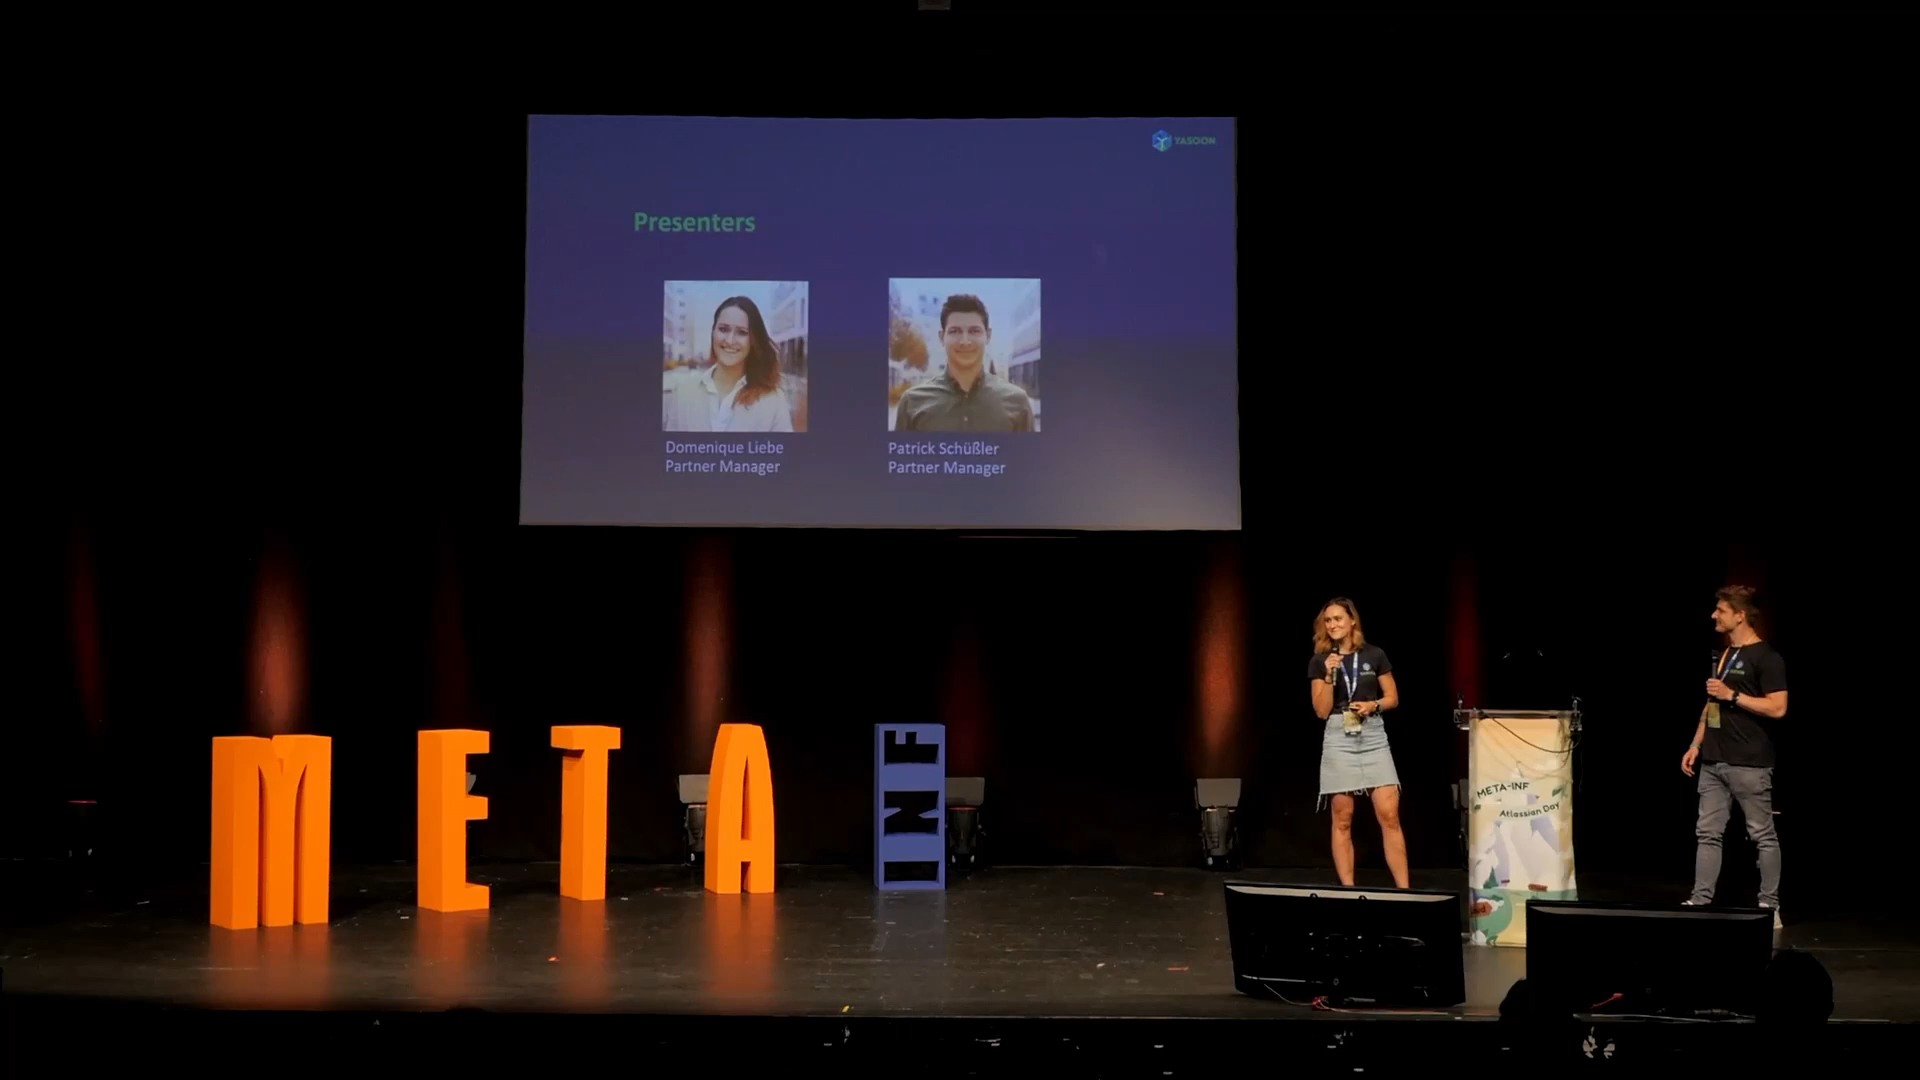 YASOON
Presenters
Domenique Liebe
Partner Manager
Patrick Schüßler
Partner Manager
META
INF
META-INF
Atlassian Day